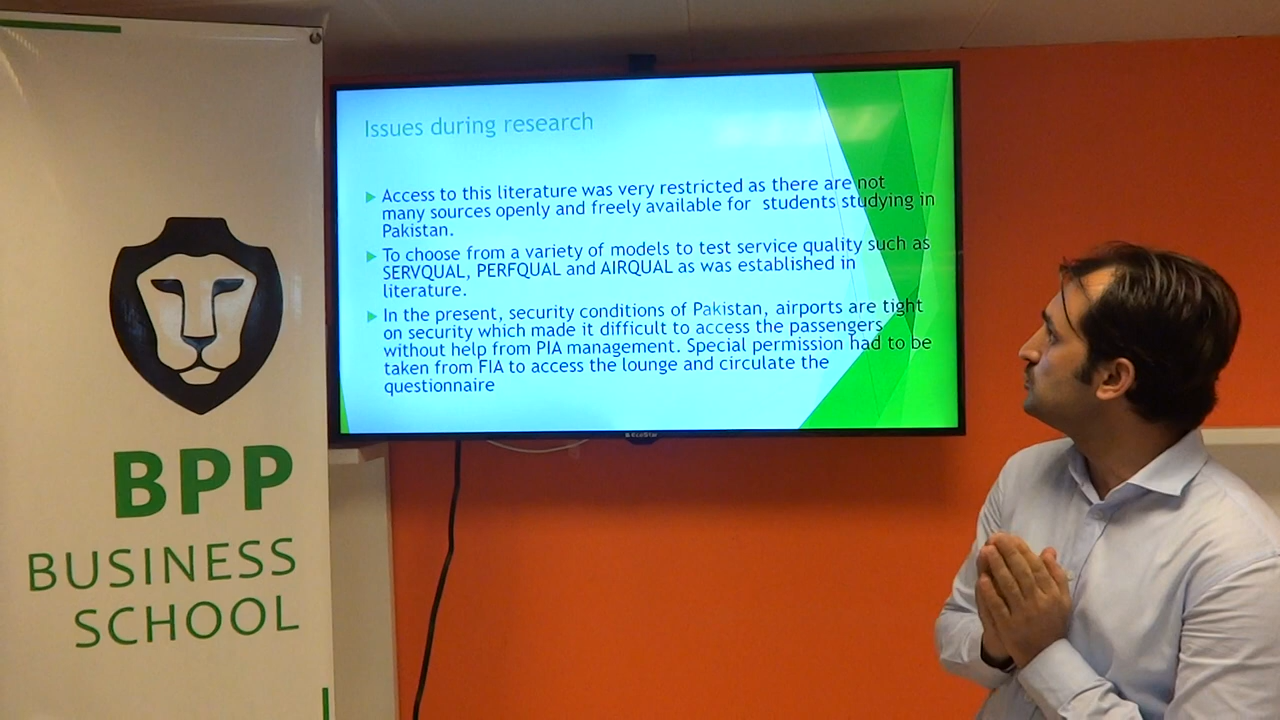 BPP
BUSINESS
SCHOOL
Issues during research
Access to this literature was very restricted as there are not
many sources openly and freely available for students studying in
Pakistan.
To choose from a variety of models to test service quality such as
SERVQUAL, PERFQUAL and AIRQUAL as was established in
literature.
In the present, security conditions of Pakistan, airports are tight
on security which made it difficult to access the passengers
without help from PIA management. Special permission had to be
taken from FIA to access the lounge and circulate the
questionnaire
EcoStar